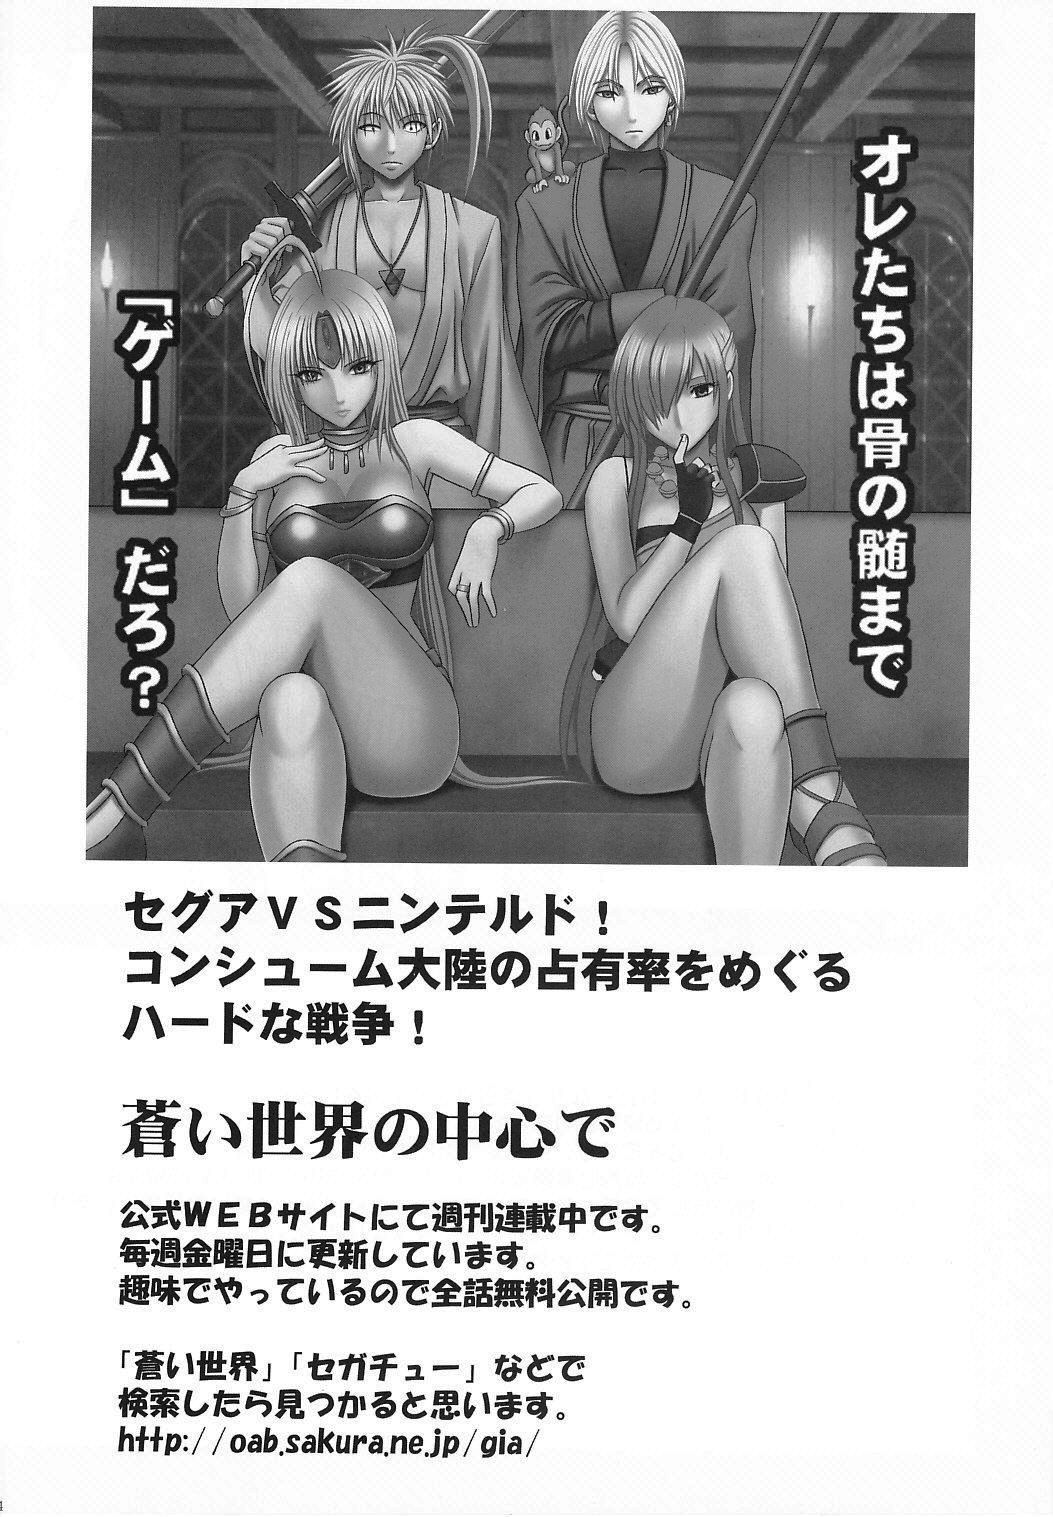 オレたちは骨の髄まで
「ゲーム」だろ？
セグアＶＳニンテルド！
コンシューム大陸の占有率をめぐる
ハードな戦争！
蒼い世界の中心で
公式ＷＥＢサイトにて週刊連載中です。
毎週金曜日に更新しています。
趣味でやっているので全話無料公開です。
「蒼い世界」「セガチュー」などで
検索したら見つかると思います。
http://oab.sakura.ne.jp/gia/